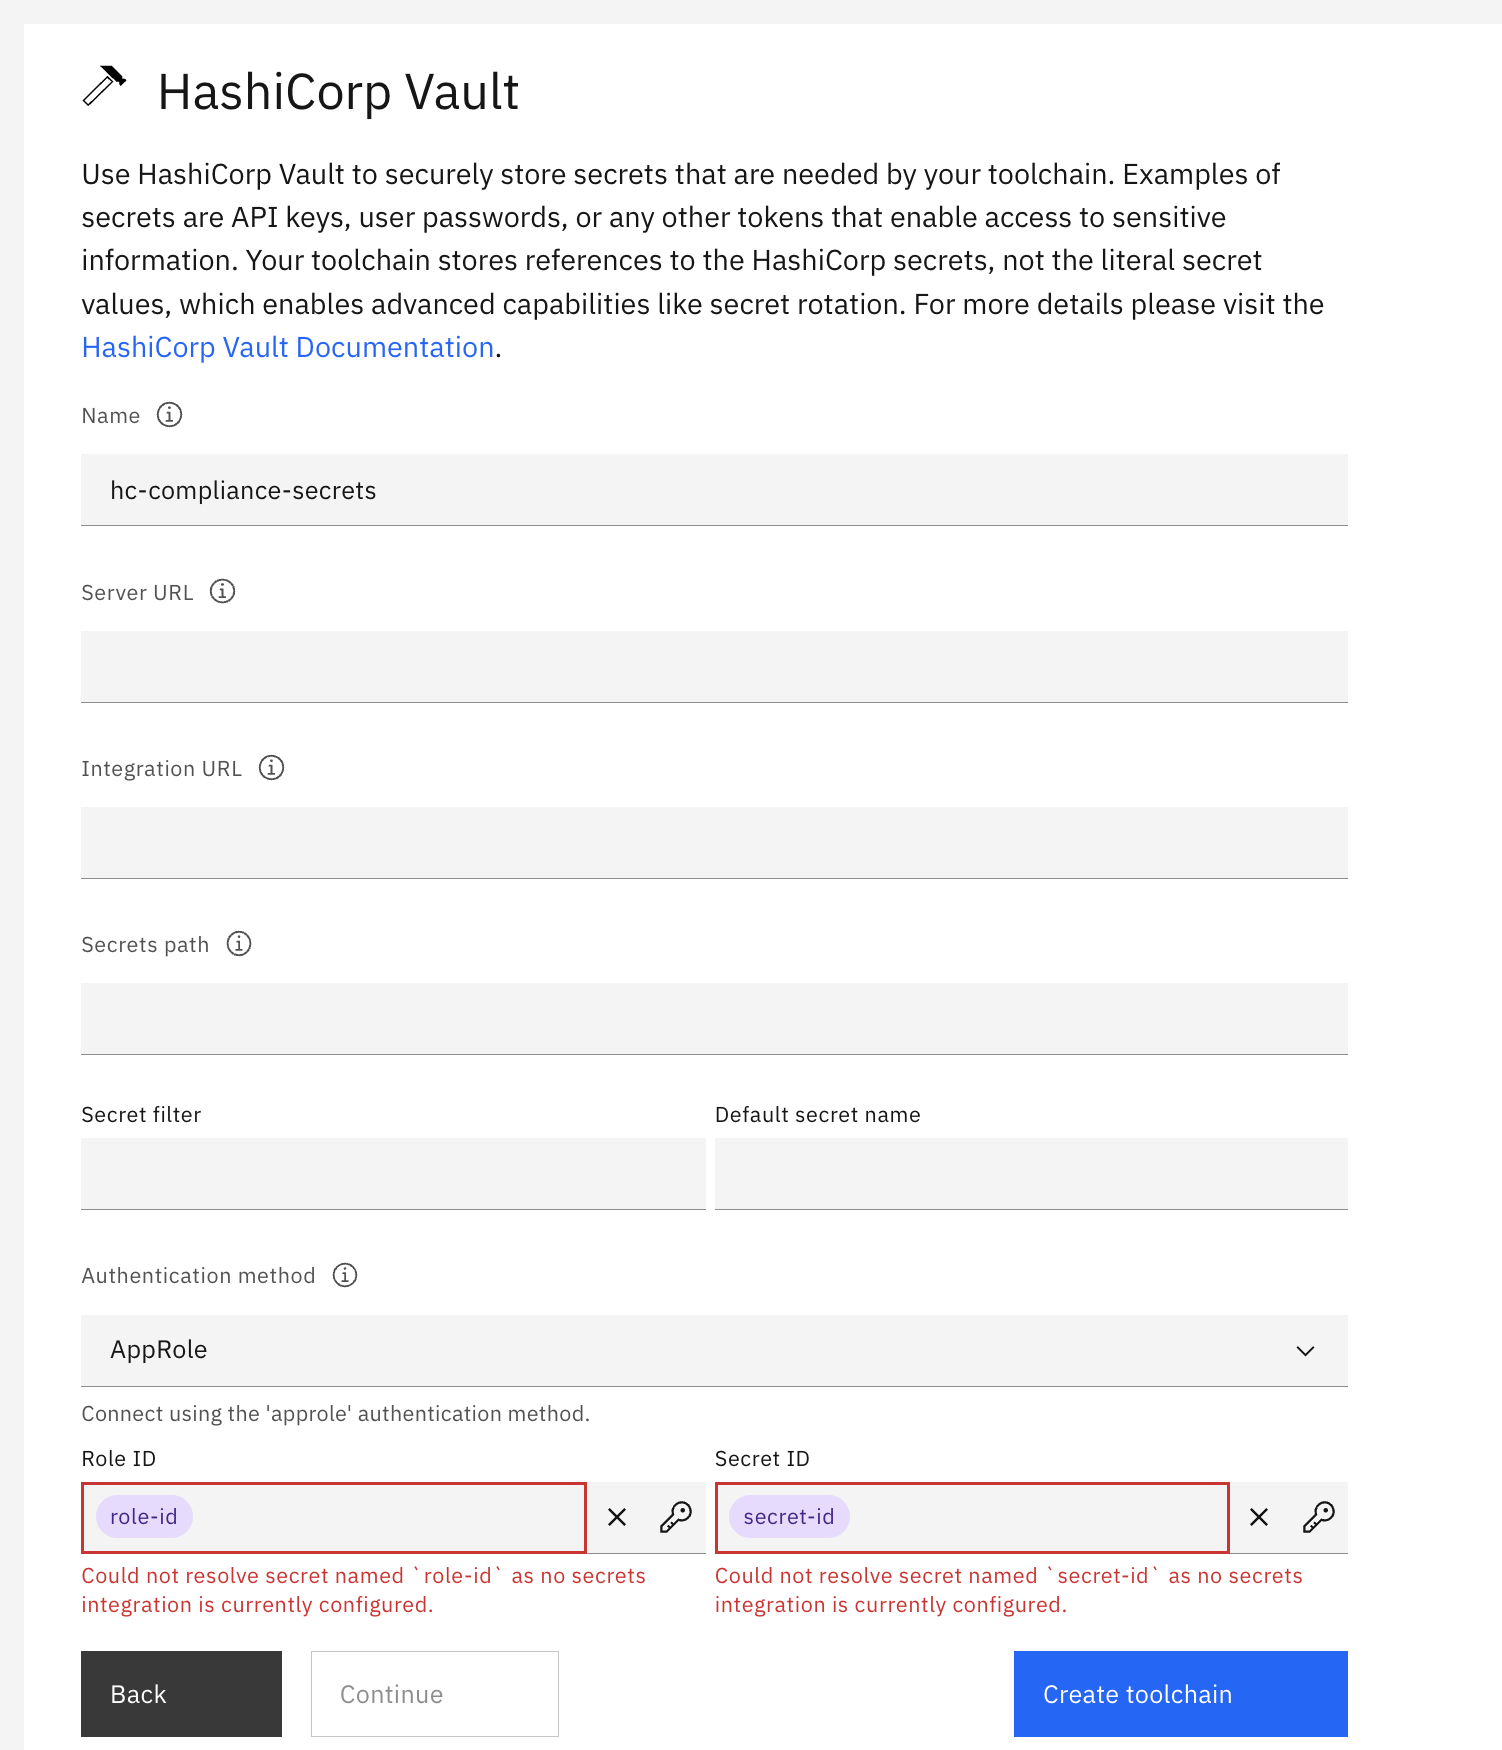 HashiCorp Vault
Use HashiCorp Vault to securely store secrets that are needed by your toolchain. Examples of
secrets are API keys, user passwords, or any other tokens that enable access to sensitive
information. Your toolchain stores references to the HashiCorp secrets, not the literal secret
values, which enables advanced capabilities like secret rotation. For more details please visit the
HashiCorp Vault Documentation.
Name
hc-compliance-secrets
Server URL
Integration URL
Secrets path
Secret filter
Default secret name
Authentication method
AppRole
Connect using the 'approle' authentication method.
Role ID
role-id
Could not resolve secret named `role-id` as no secrets
integration is currently configured.
Secret ID
secret-id
Could not resolve secret named `secret-id` as no secrets
integration is currently configured.
Back
Continue
Create toolchain